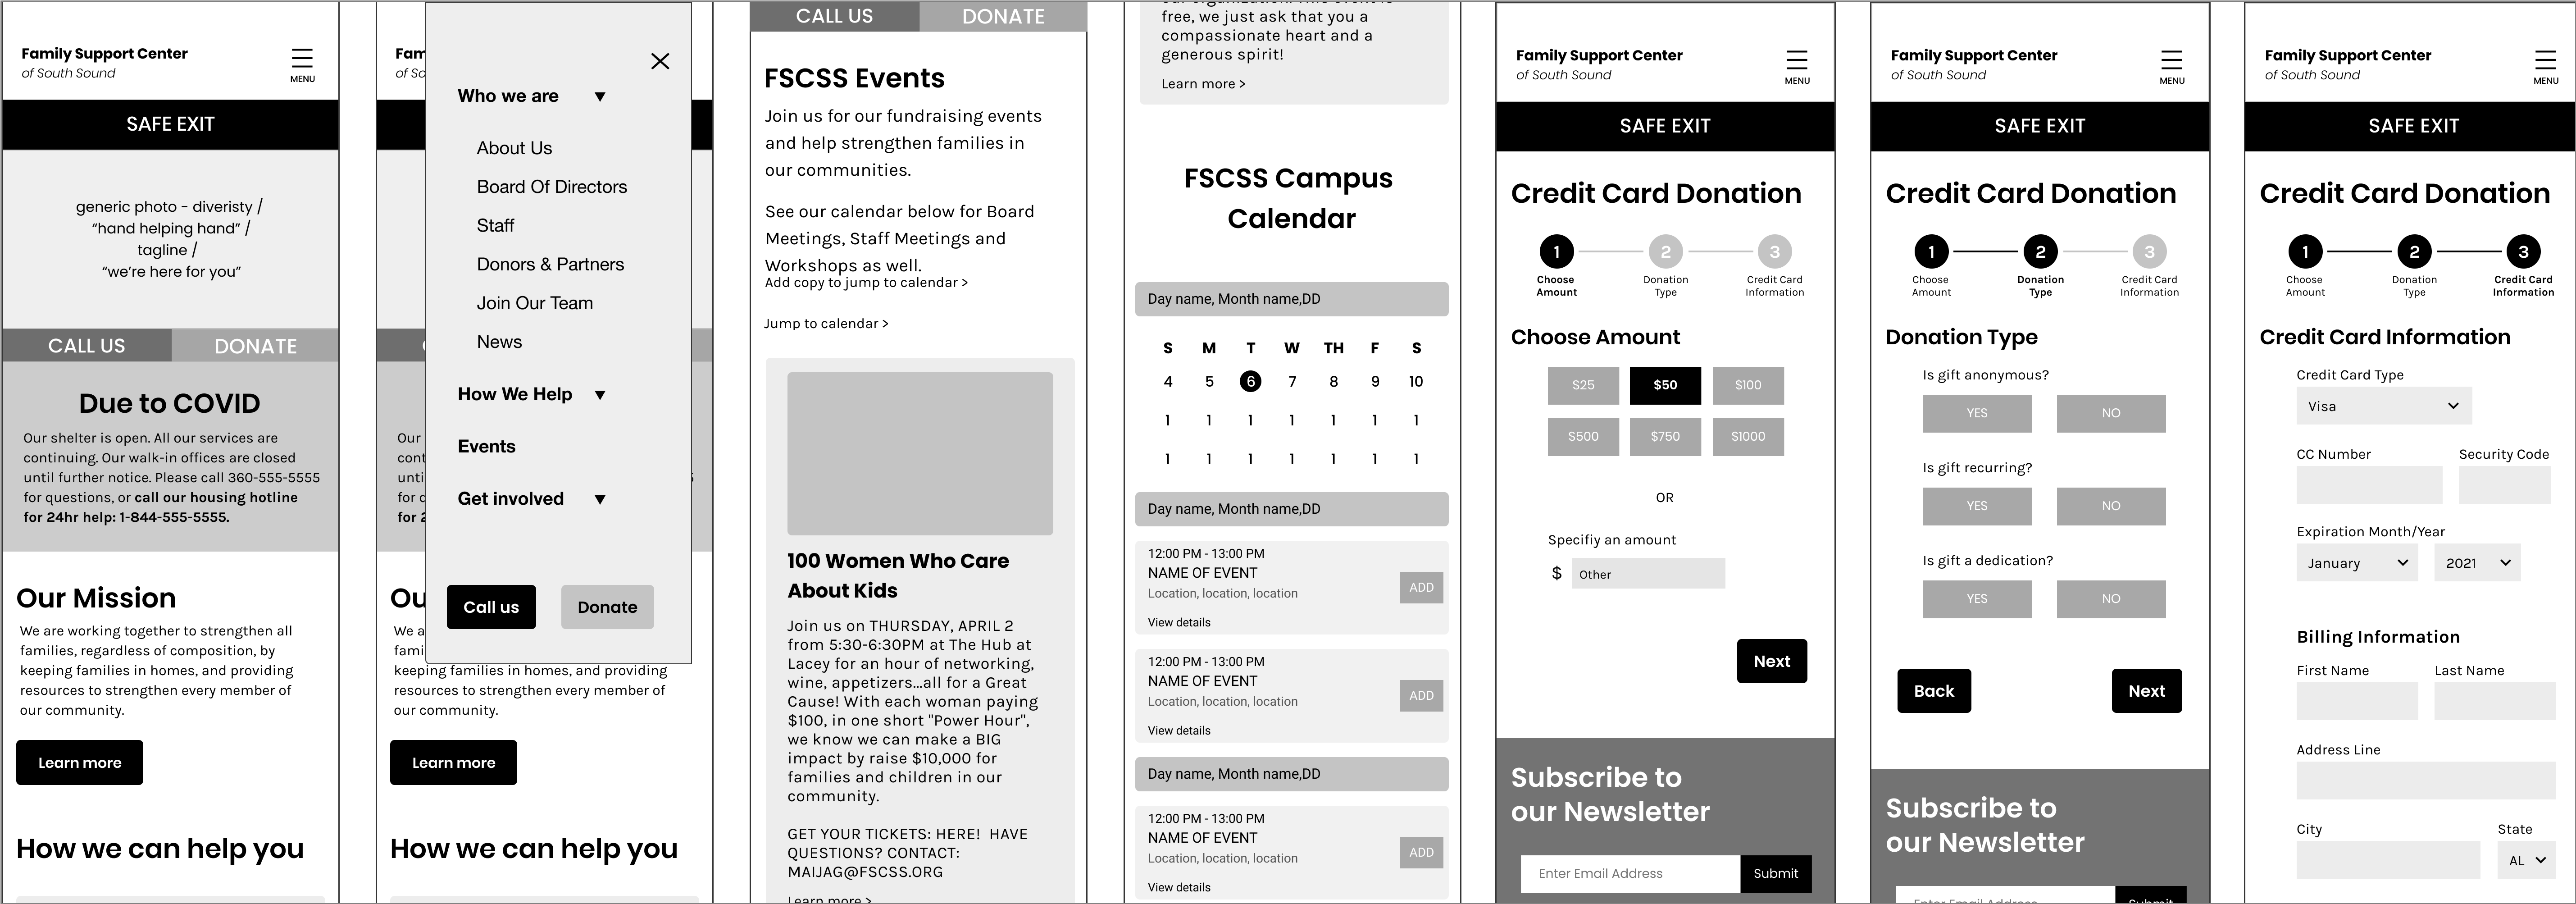 Family Support Center
of South Sound
MENU
SAFE EXIT
generic photo - diveristy /
"hand helping hand" /
tagline /
"we're here for you"
CALL US
DONATE
Due to COVID
Our shelter is open. All our services are
continuing. Our walk-in offices are closed
until further notice. Please call 360-555-5555
for questions, or call our housing hotline
for 24hr help: 1-844-555-5555.
Our Mission
We are working together to strengthen all
families, regardless of composition, by
keeping families in homes, and providing
resources to strengthen every member of
our community.
Learn more
How we can help you
Who we are ▼
About Us
Board Of Directors
Staff
Donors & Partners
Join Our Team
News
How We Help ▼
Events
Get involved ▼
Call us
Donate
keeping families in homes, and providing
resources to strengthen every member of
our community.
Learn more
How we can help you
CALL US
DONATE
FSCSS Events
Join us for our fundraising events
and help strengthen families in
our communities.
See our calendar below for Board
Meetings, Staff Meetings and
Workshops as well.
Add copy to jump to calendar >
Jump to calendar >
100 Women Who Care
About Kids
Join us on THURSDAY, APRIL 2
from 5:30-6:30PM at The Hub at
Lacey for an hour of networking,
wine, appetizers...all for a Great
Cause! With each woman paying
$100, in one short "Power Hour",
we know we can make a BIG
impact by raise $10,000 for
families and children in our
community.
GET YOUR TICKETS: HERE! HAVE
QUESTIONS? CONTACT:
MAIJAG@FSCSS.ORG
Learn more >
free, we just ask that you a
compassionate heart and a
generous spirit!
Learn more >
FSCSS Campus
Calendar
Day name, Month name,DD
S M T W TH F S
4 5 6 7 8 9 10
1 1 1 1 1 1 1
1 1 1 1 1 1 1
Day name, Month name,DD
12:00 PM - 13:00 PM
NAME OF EVENT
Location, location, location
View details
ADD
12:00 PM - 13:00 PM
NAME OF EVENT
Location, location, location
View details
ADD
Day name, Month name,DD
12:00 PM - 13:00 PM
NAME OF EVENT
Location, location, location
View details
ADD
Family Support Center
of South Sound
MENU
SAFE EXIT
Credit Card Donation
1 2 3
Choose Amount
Donation Type
Credit Card Information
Choose Amount
$25 $50 $100
$500 $750 $1000
OR
Specifiy an amount
$ Other
Next
Subscribe to
our Newsletter
Enter Email Address
Submit
Family Support Center
of South Sound
MENU
SAFE EXIT
Credit Card Donation
1 2 3
Choose Amount
Donation Type
Credit Card Information
Donation Type
Is gift anonymous?
YES NO
Is gift recurring?
YES NO
Is gift a dedication?
YES NO
Back
Next
Subscribe to
our Newsletter
Enter Email Address
Submit
Family Support Center
of South Sound
MENU
SAFE EXIT
Credit Card Donation
1 2 3
Choose Amount
Donation Type
Credit Card Information
Credit Card Information
Credit Card Type
Visa
CC Number
Security Code
Expiration Month/Year
January
2021
Billing Information
First Name
Last Name
Address Line
City
State
AL